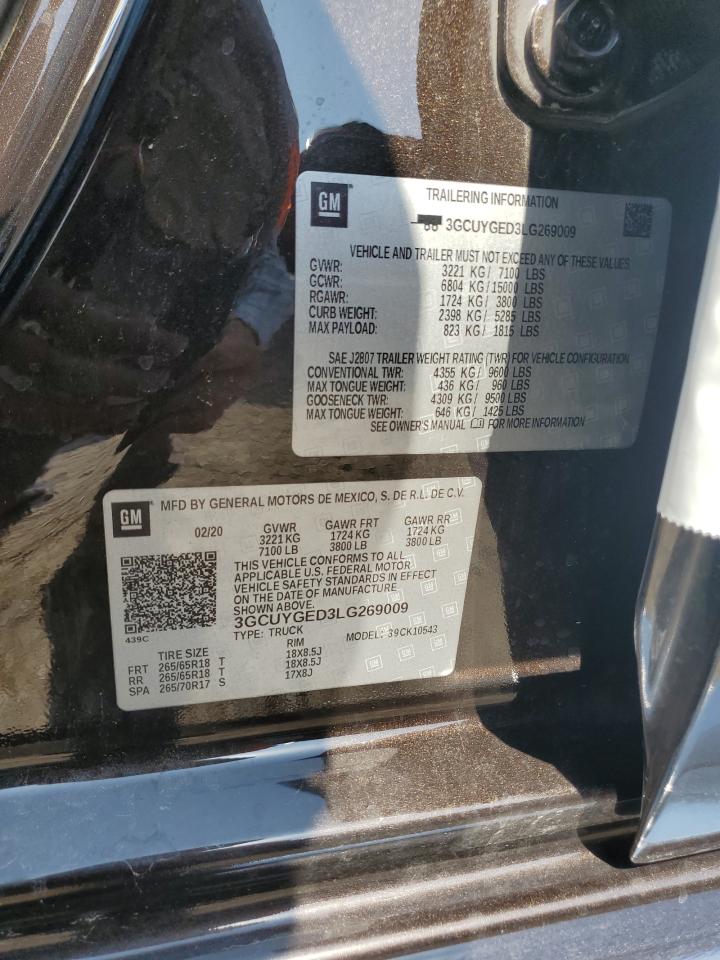 GM
TRAILERING INFORMATION
3GCUYGED3LG269009
VEHICLE AND TRAILER MUST NOT EXCEED ANY OF THESE VALUES.
GVWR: 3221 KG / 7100 LBS
GCWR: 6804 KG / 15000 LBS
RGAWR: 1724 KG / 3800 LBS
CURB WEIGHT: 2398 KG / 5285 LBS
MAX PAYLOAD: 823 KG / 1815 LBS
SAE J2807 TRAILER WEIGHT RATING (TWR) FOR VEHICLE CONFIGURATION.
CONVENTIONAL TWR: 4355 KG / 9600 LBS
MAX TONGUE WEIGHT: 436 KG / 960 LBS
GOOSENECK TWR: 4309 KG / 9500 LBS
MAX TONGUE WEIGHT: 646 KG / 1425 LBS
SEE OWNER'S MANUAL FOR MORE INFORMATION
GM
MFD BY GENERAL MOTORS DE MEXICO, S. DE R.L. DE C.V.
02/20 GVWR GAWR FRT GAWR RR
3221 KG 1724 KG 1724 KG
7100 LB 3800 LB 3800 LB
THIS VEHICLE CONFORMS TO ALL
APPLICABLE U.S. FEDERAL MOTOR
VEHICLE SAFETY STANDARDS IN EFFECT
ON THE DATE OF MANUFACTURE
SHOWN ABOVE.
3GCUYGED3LG269009
439C TYPE: TRUCK MODEL: 39CK10543
TIRE SIZE RIM
FRT 265/65R18 T 18X8.5J
RR 265/65R18 T 18X8.5J
SPA 265/70R17 S 17X8J